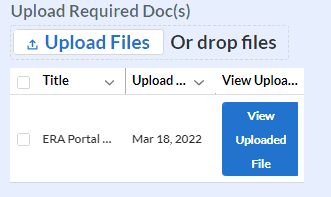 Upload Required Doc(s)
Upload Files Or drop files
Title Upload ... View Uploa...
ERA Portal ... Mar 18, 2022 View
Uploaded
File